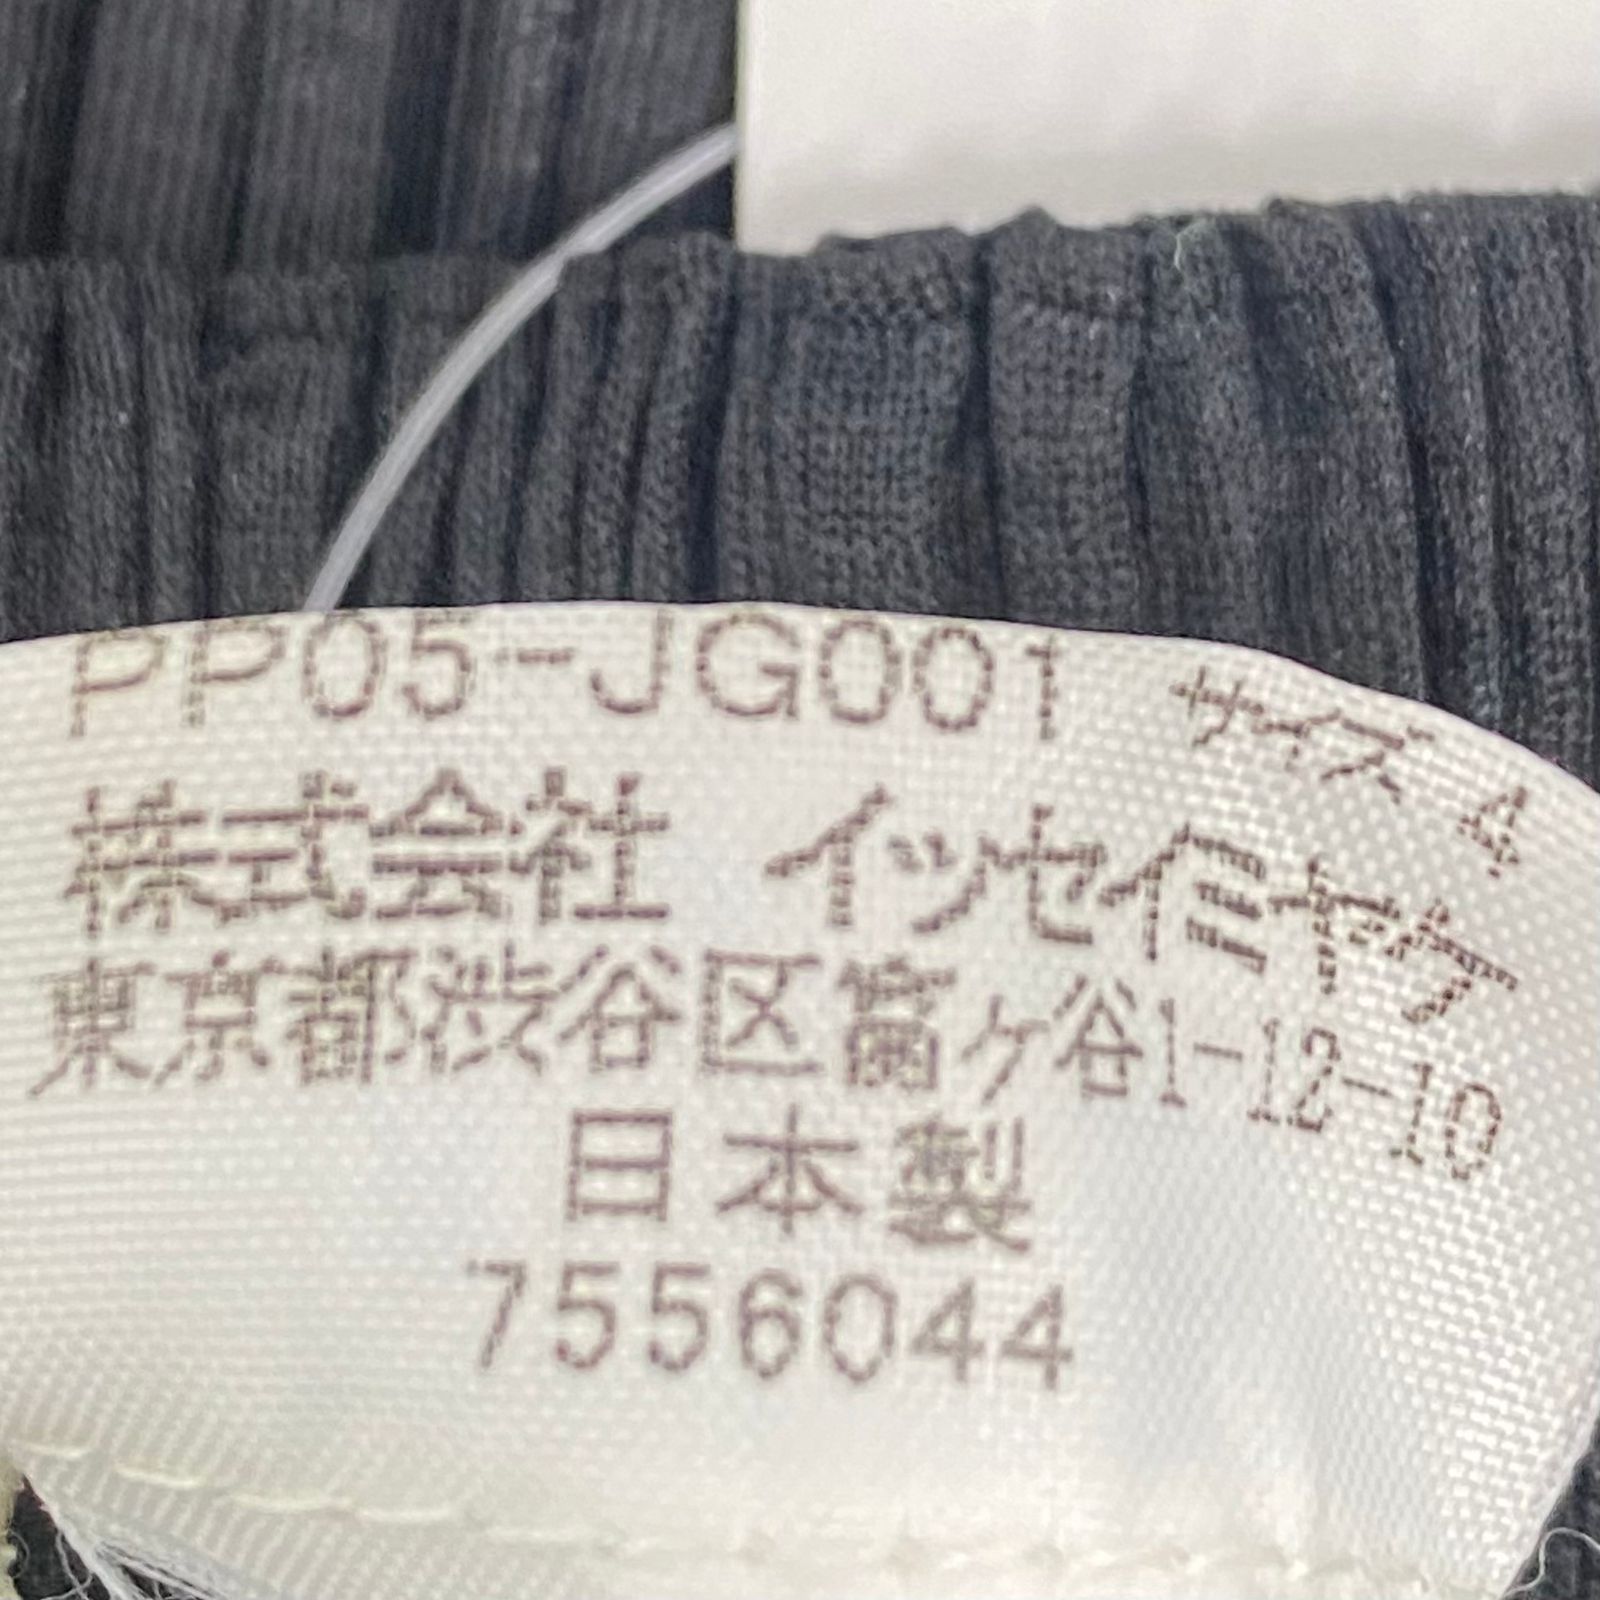 PP05-JG001 サイズ 4
株式会社 イッセイミヤケ
東京都渋谷区富ヶ谷1-12-10
日本製
7556044